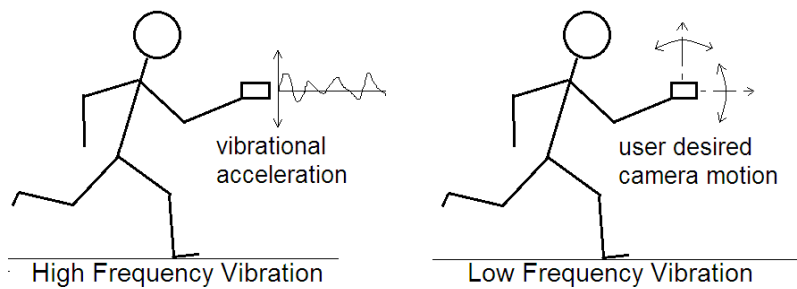 vibrational
acceleration
High Frequency Vibration
user desired
camera motion
Low Frequency Vibration